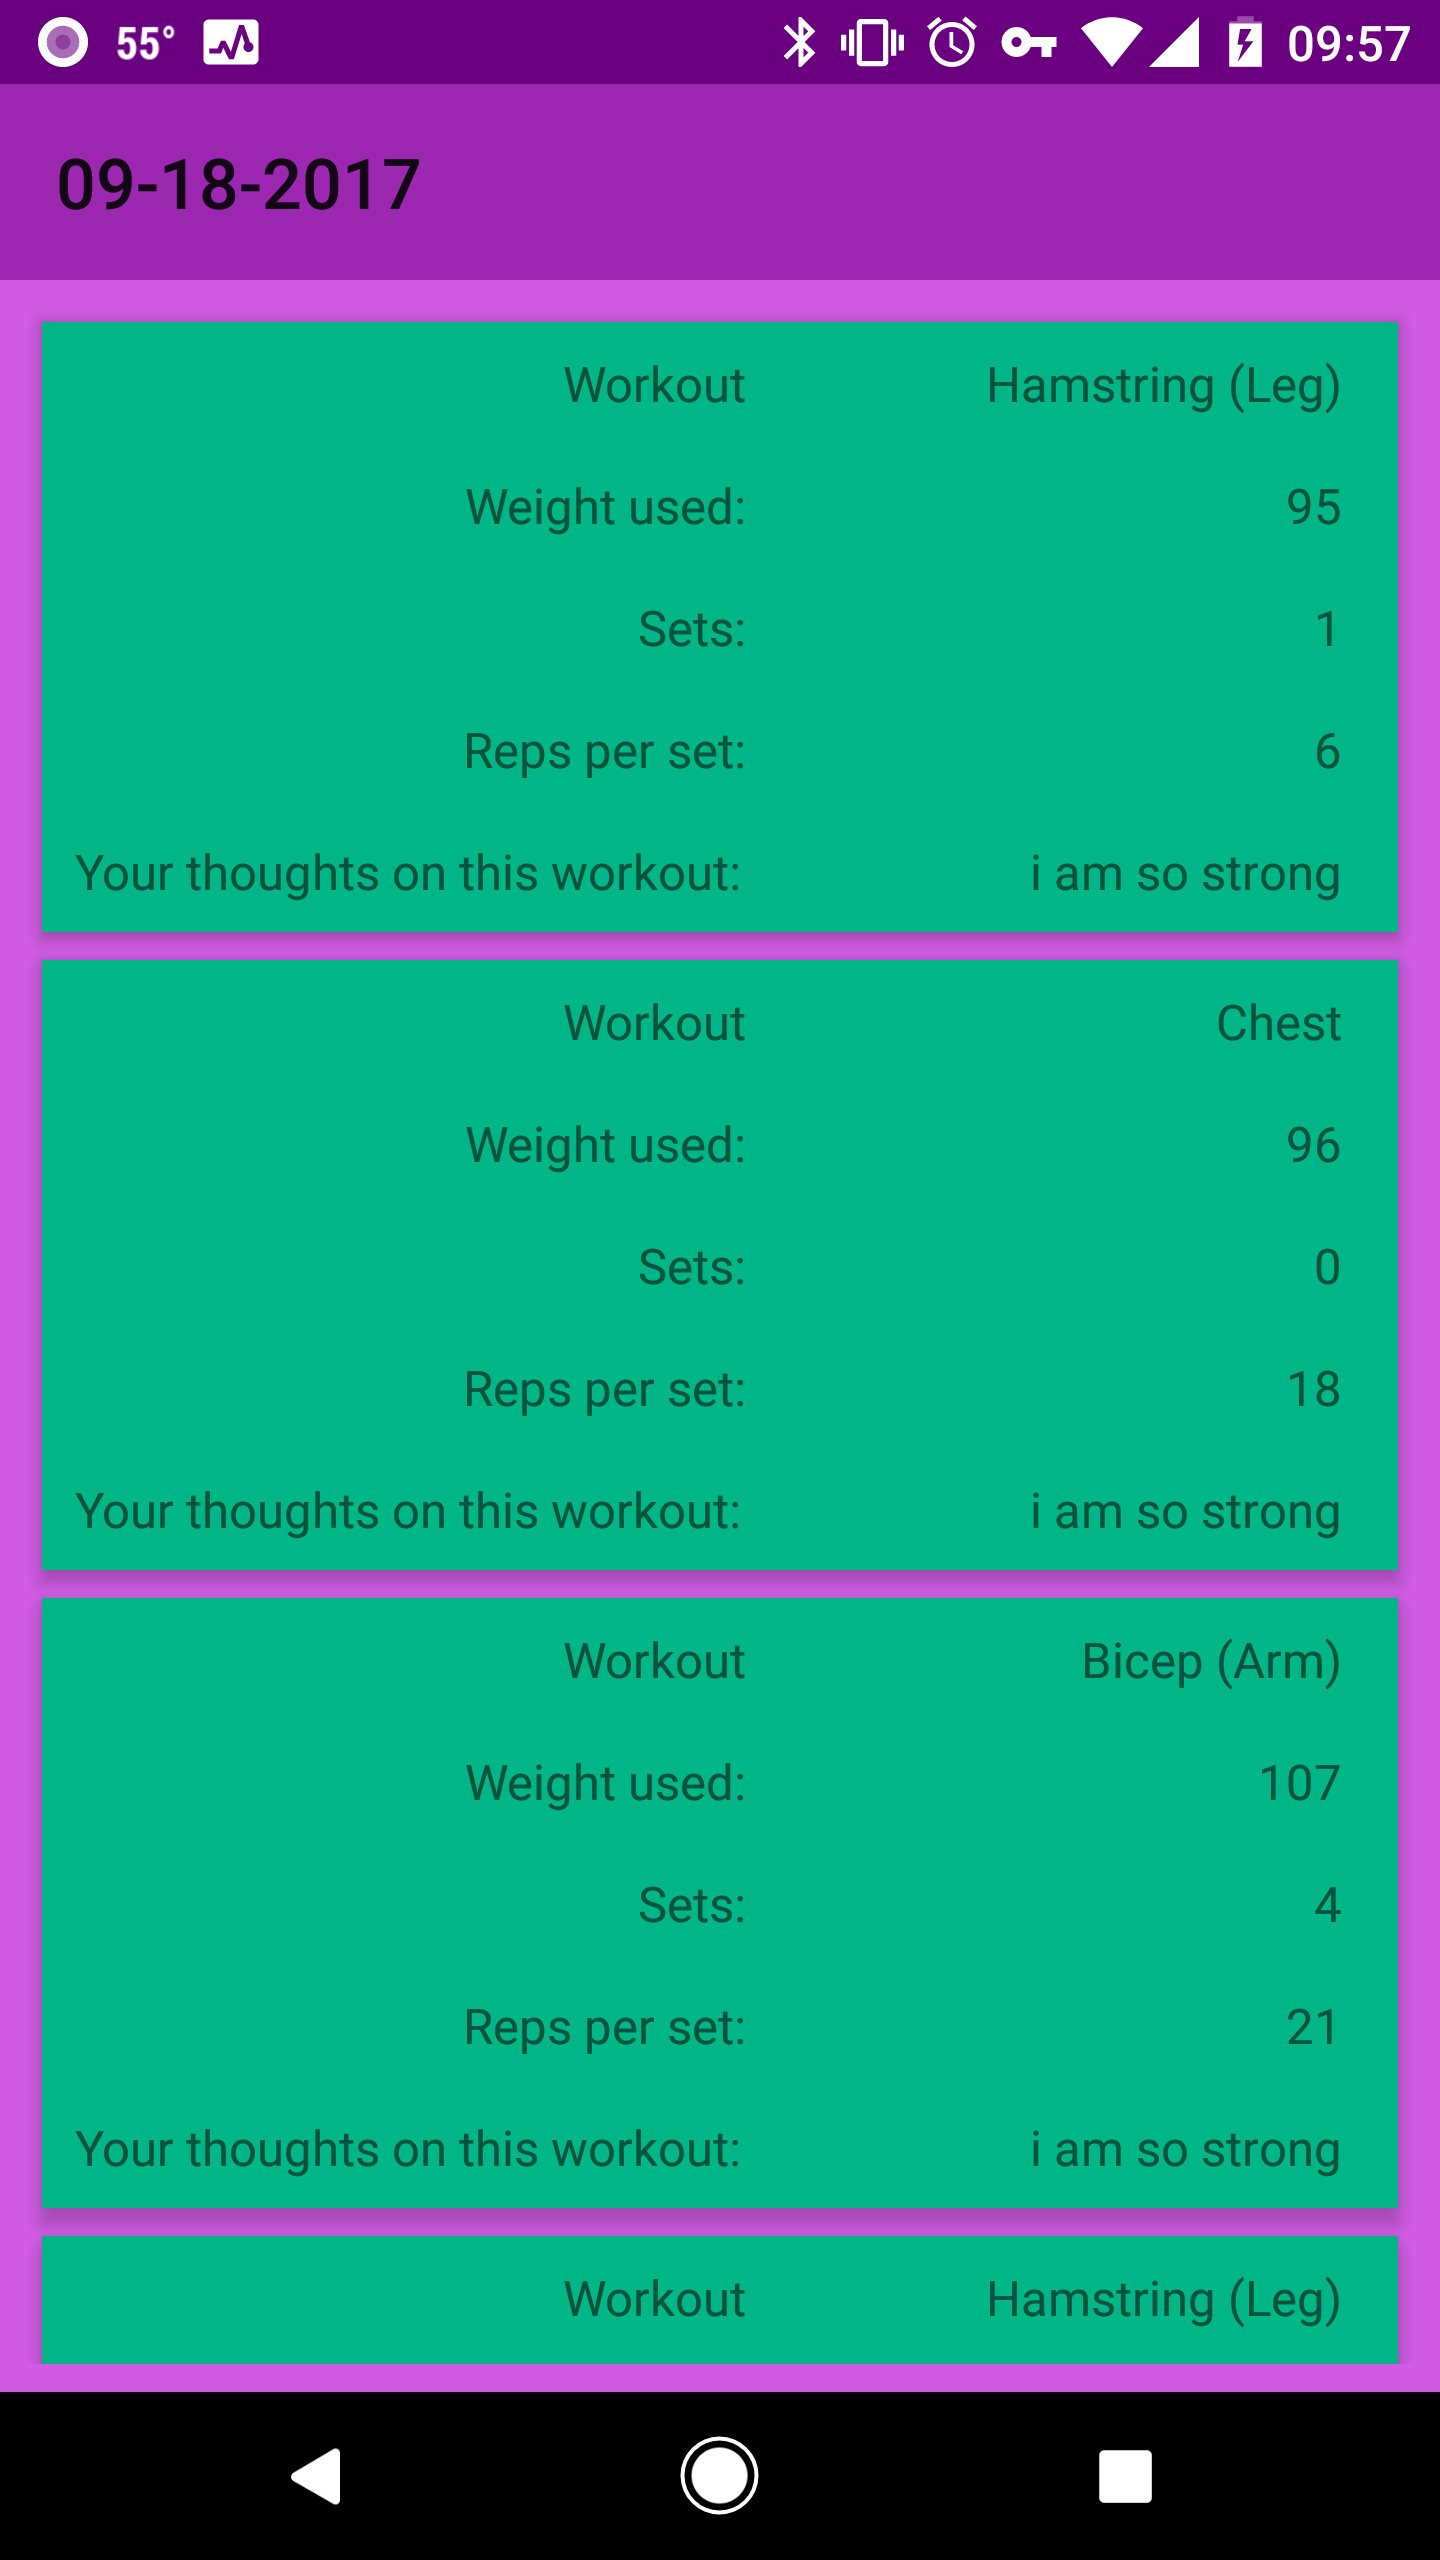 55° 09:57
09-18-2017
Workout Hamstring (Leg)
Weight used: 95
Sets: 1
Reps per set: 6
Your thoughts on this workout: i am so strong
Workout Chest
Weight used: 96
Sets: 0
Reps per set: 18
Your thoughts on this workout: i am so strong
Workout Bicep (Arm)
Weight used: 107
Sets: 4
Reps per set: 21
Your thoughts on this workout: i am so strong
Workout Hamstring (Leg)